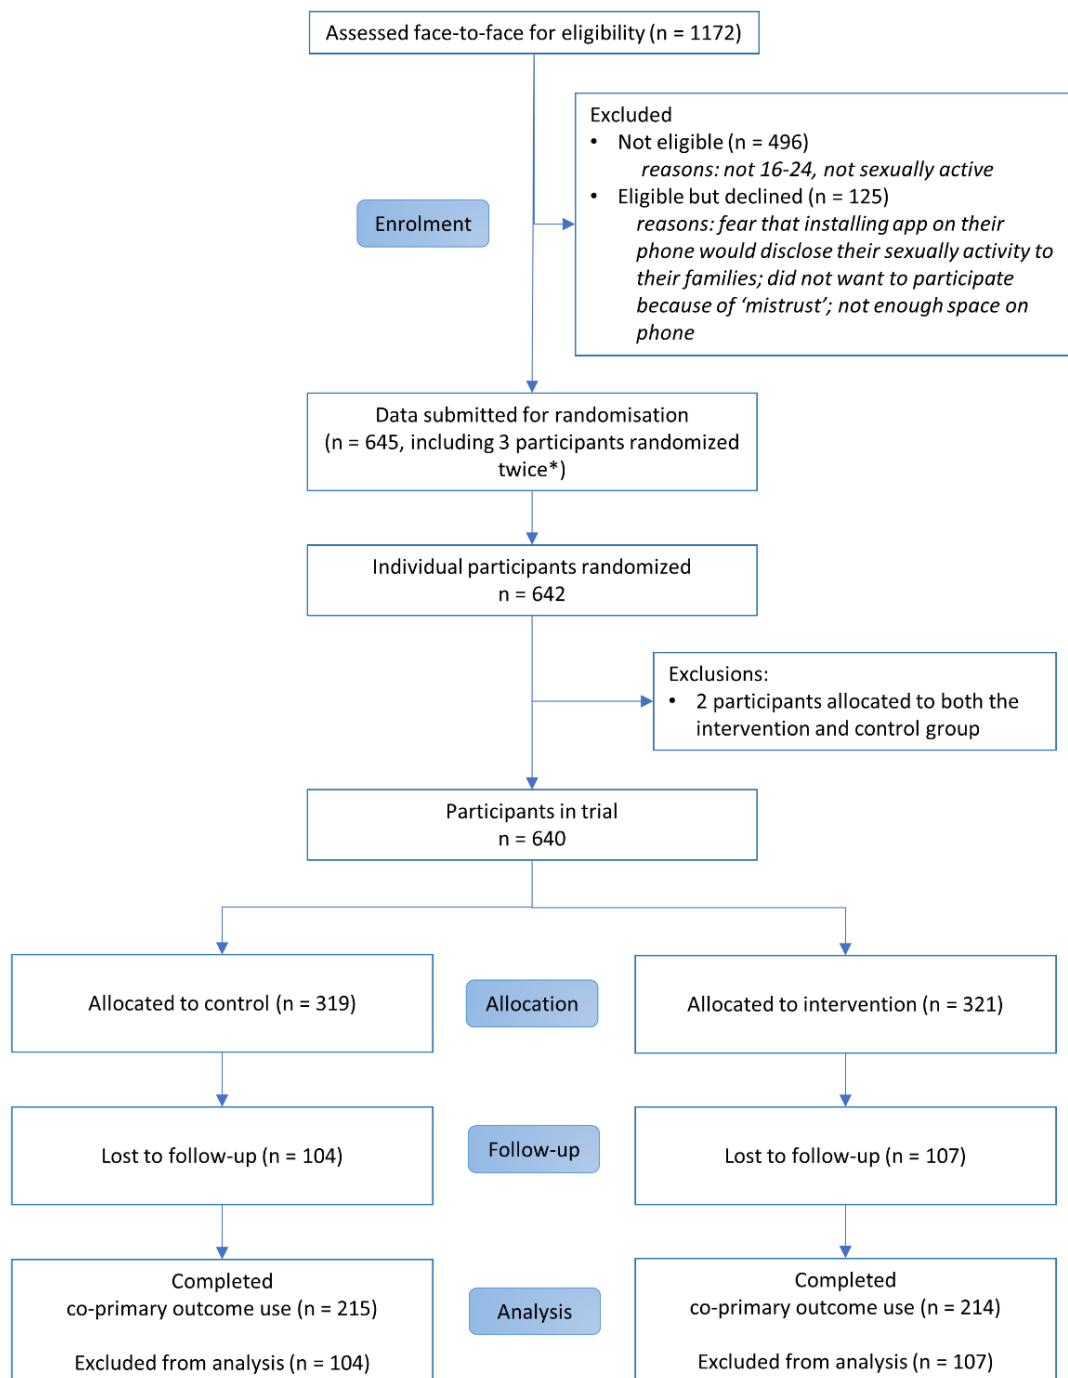 Assessed face-to-face for eligibility (n = 1172)
Excluded
• Not eligible (n = 496)
reasons: not 16-24, not sexually active
• Eligible but declined (n = 125)
reasons: fear that installing app on their
phone would disclose their sexually activity to
their families; did not want to participate
because of ‘mistrust’; not enough space on
phone
Enrolment
Data submitted for randomisation
(n = 645, including 3 participants randomized
twice*)
Individual participants randomized
n = 642
Exclusions:
• 2 participants allocated to both the
intervention and control group
Participants in trial
n = 640
Allocated to control (n = 319)
Allocation
Allocated to intervention (n = 321)
Lost to follow-up (n = 104)
Follow-up
Lost to follow-up (n = 107)
Completed
co-primary outcome use (n = 215)
Excluded from analysis (n = 104)
Analysis
Completed
co-primary outcome use (n = 214)
Excluded from analysis (n = 107)